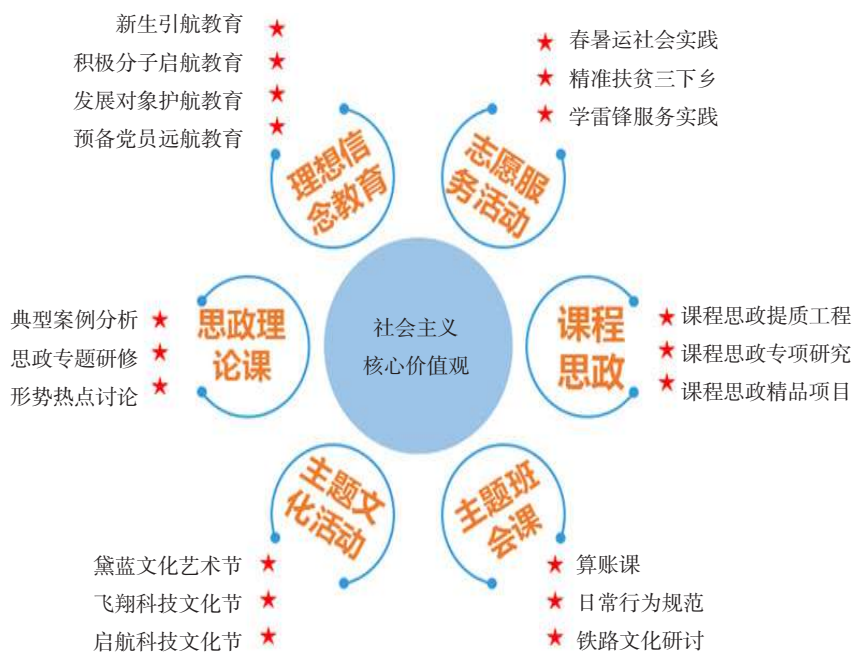 新生引航教育
积极分子启航教育
发展对象护航教育
预备党员远航教育
理想信
念教育
春暑运社会实践
精准扶贫三下乡
学雷锋服务实践
志愿服
务活动
典型案例分析
思政专题研修
形势热点讨论
思政理
论课
社会主义
核心价值观
课程
思政
课程思政提质工程
课程思政专项研究
课程思政精品项目
主题文
化活动
黛蓝文化艺术节
飞翔科技文化节
启航科技文化节
主题班
会课
算账课
日常行为规范
铁路文化研讨